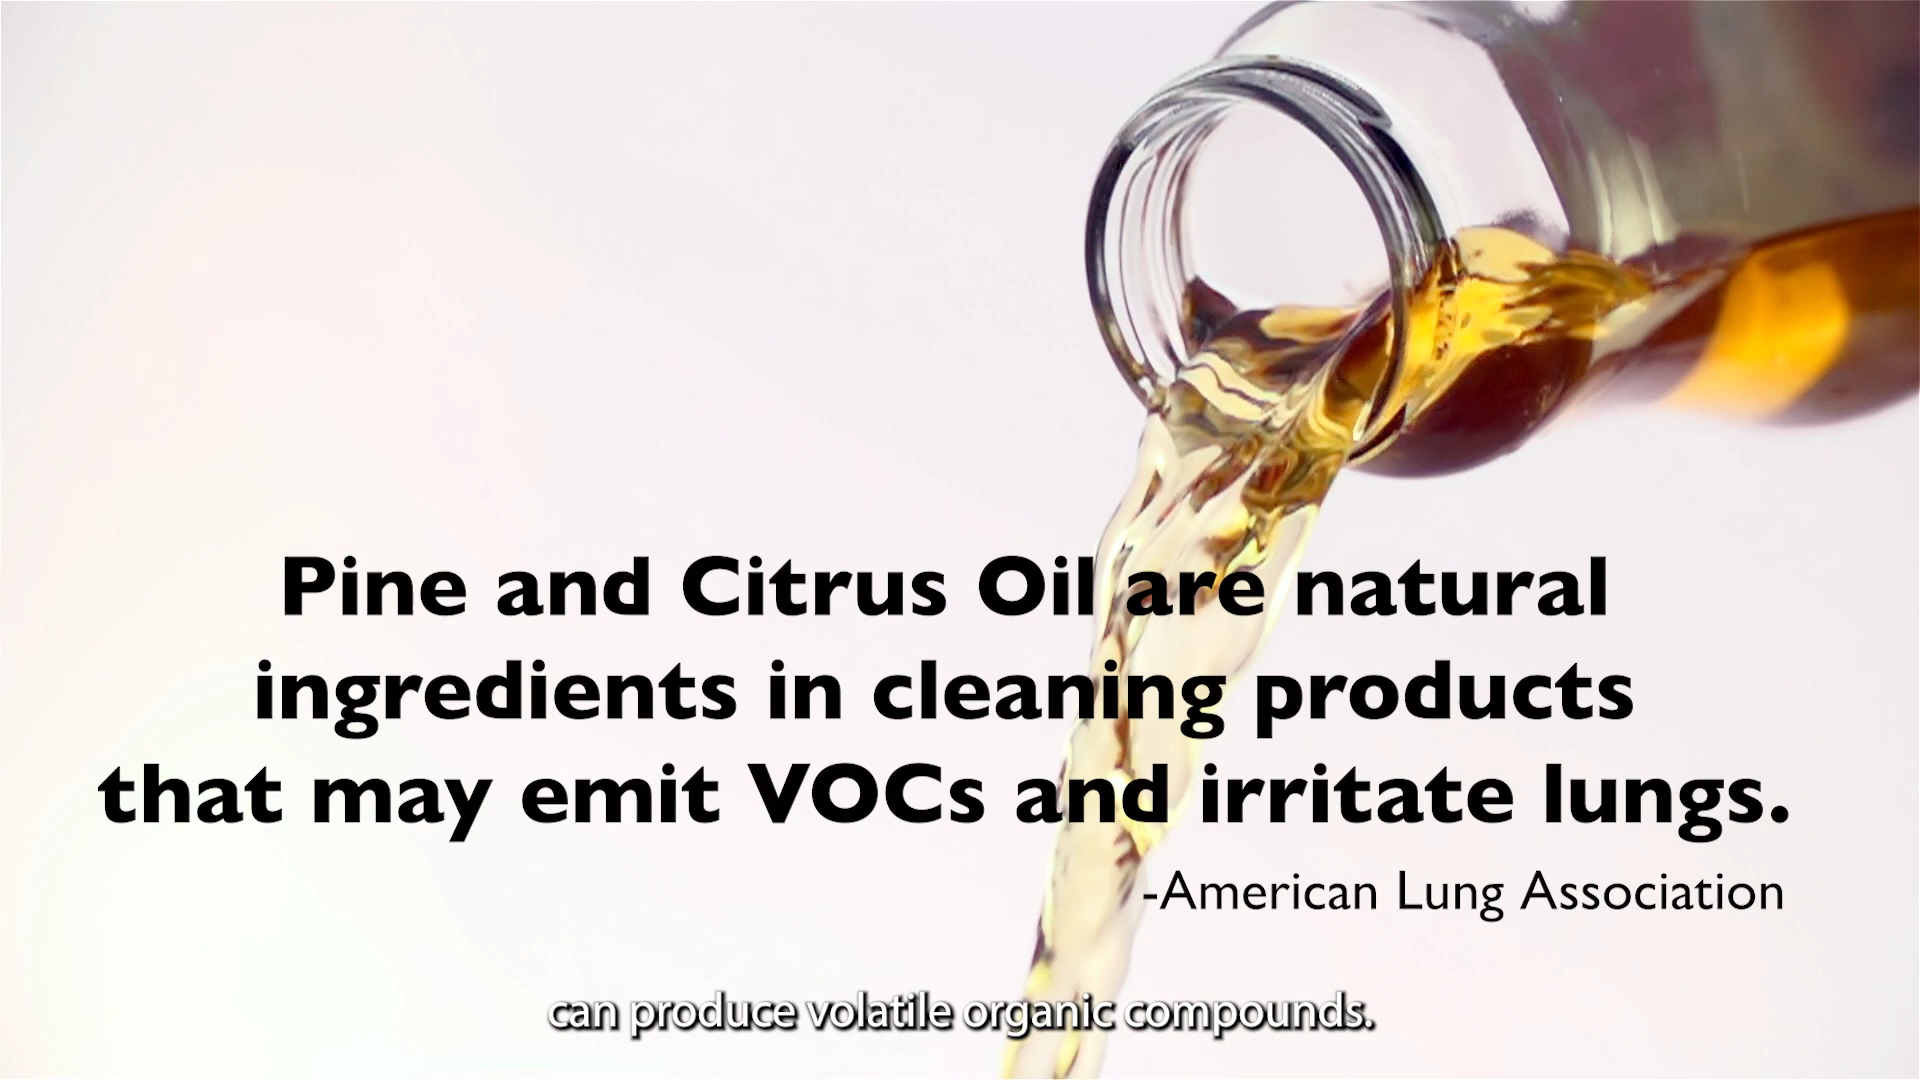 Pine and Citrus Oil are natural
ingredients in cleaning products
that may emit VOCs and irritate lungs.
-American Lung Association
can produce volatile organic compounds.